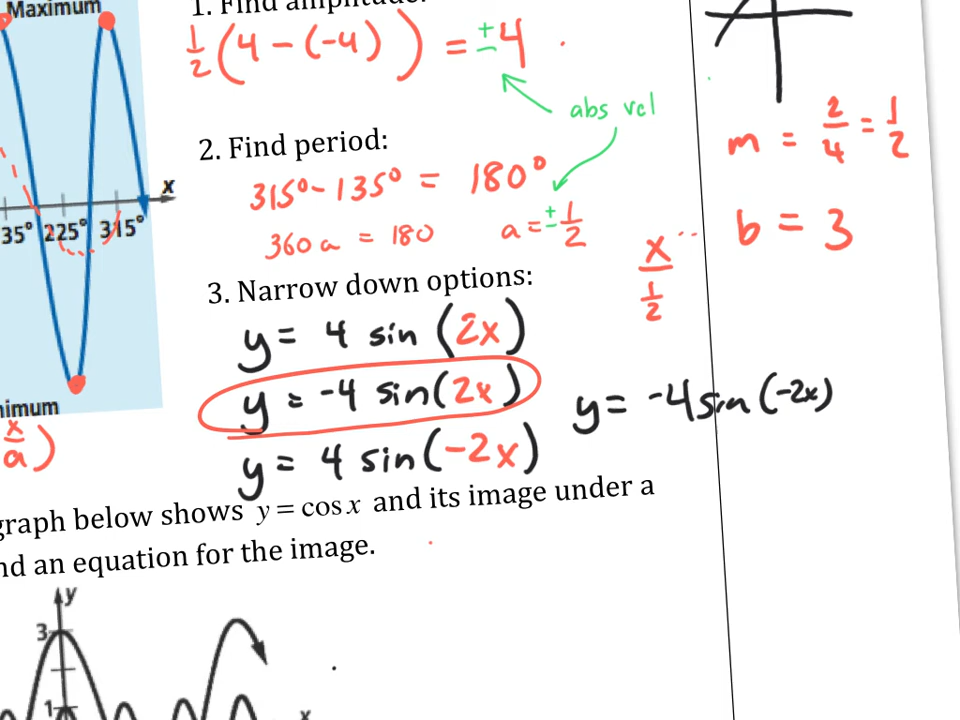 Maximum
1. Find amplitude:
1/2 (4 - (-4)) = ±4
abs val
2. Find period:
315° - 135° = 180°
360 a = 180 a = ± 1/2
x
35° 225° 315°
x / 1/2
3. Narrow down options:
y = 4 sin (2x)
y = -4 sin(2x) y = -4 sin (-2x)
y = 4 sin(-2x)
nimum
x/a)
m = 2/4 = 1/2
b = 3
graph below shows y = cos x and its image under a
nd an equation for the image.
y
3
1
x